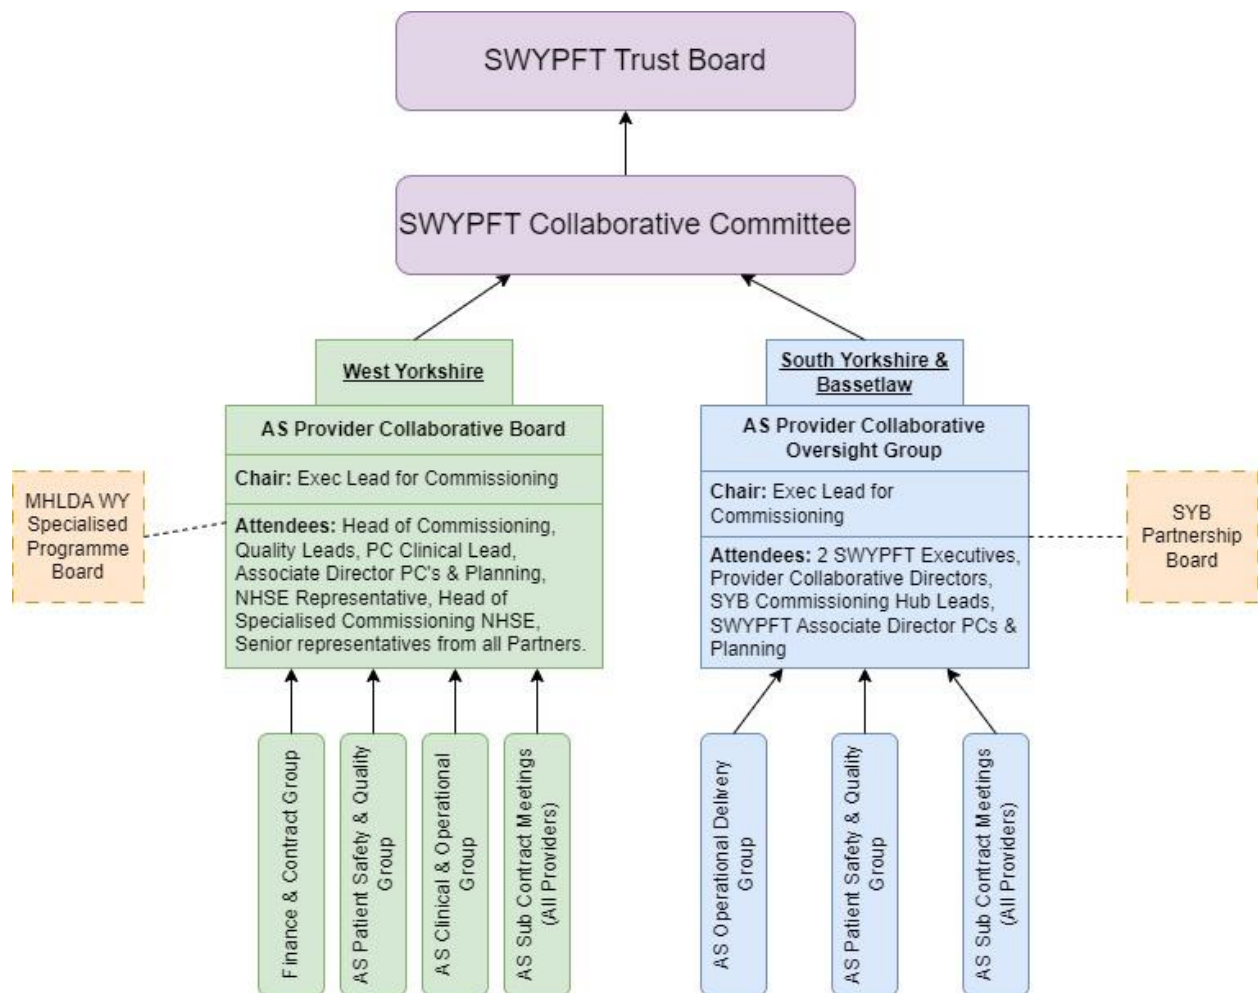 SWYPFT Trust Board
SWYPFT Collaborative Committee
West Yorkshire
AS Provider Collaborative Board
Chair: Exec Lead for Commissioning
Attendees: Head of Commissioning,
Quality Leads, PC Clinical Lead,
Associate Director PC's & Planning,
NHSE Representative, Head of
Specialised Commissioning NHSE,
Senior representatives from all Partners.
South Yorkshire &
Bassetlaw
AS Provider Collaborative
Oversight Group
Chair: Exec Lead for
Commissioning
Attendees: 2 SWYPFT Executives,
Provider Collaborative Directors,
SYB Commissioning Hub Leads,
SWYPFT Associate Director PCs &
Planning
MHLDA WY
Specialised
Programme
Board
SYB
Partnership
Board
Finance & Contract Group
AS Patient Safety & Quality
Group
AS Clinical & Operational
Group
AS Sub Contract Meetings
(All Providers)
AS Operational Delivery
Group
AS Patient Safety & Quality
Group
AS Sub Contract Meetings
(All Providers)